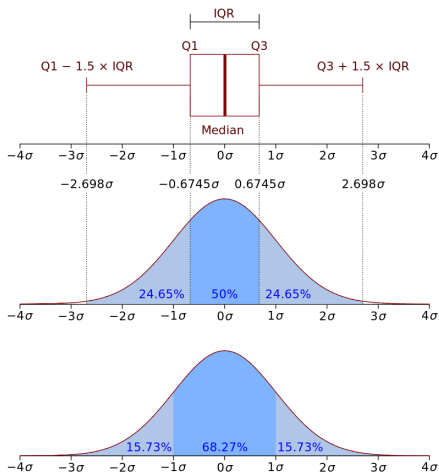 IQR
Q1 Q3
Q1 − 1.5 × IQR Q3 + 1.5 × IQR
Median
−4σ −3σ −2σ −1σ 0σ 1σ 2σ 3σ 4σ
−2.698σ −0.6745σ 0.6745σ 2.698σ
24.65% 50% 24.65%
−4σ −3σ −2σ −1σ 0σ 1σ 2σ 3σ 4σ
15.73% 68.27% 15.73%
−4σ −3σ −2σ −1σ 0σ 1σ 2σ 3σ 4σ